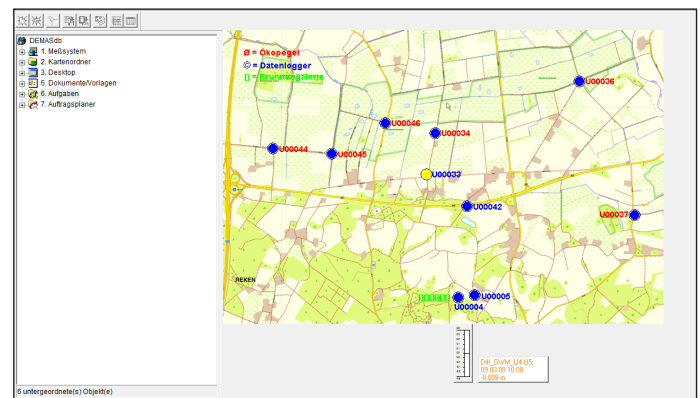 DEMASdb
1. Meßsystem
2. Kartenordner
3. Desktop
5. Dokumente/Vorlagen
6. Aufgaben
7. Auftragsplaner
6 untergeordnete(s) Objekt(e)
Ø = Ökopegel
© = Datenlogger
[] = Brunnengalerie
U00036
U00046
U00034
U00044
U00045
U00033
U00042
U00037
REKEN
U00005
U00004
Diff_GWM_U4-U5:
09.03.09 10:00
-0,009 m